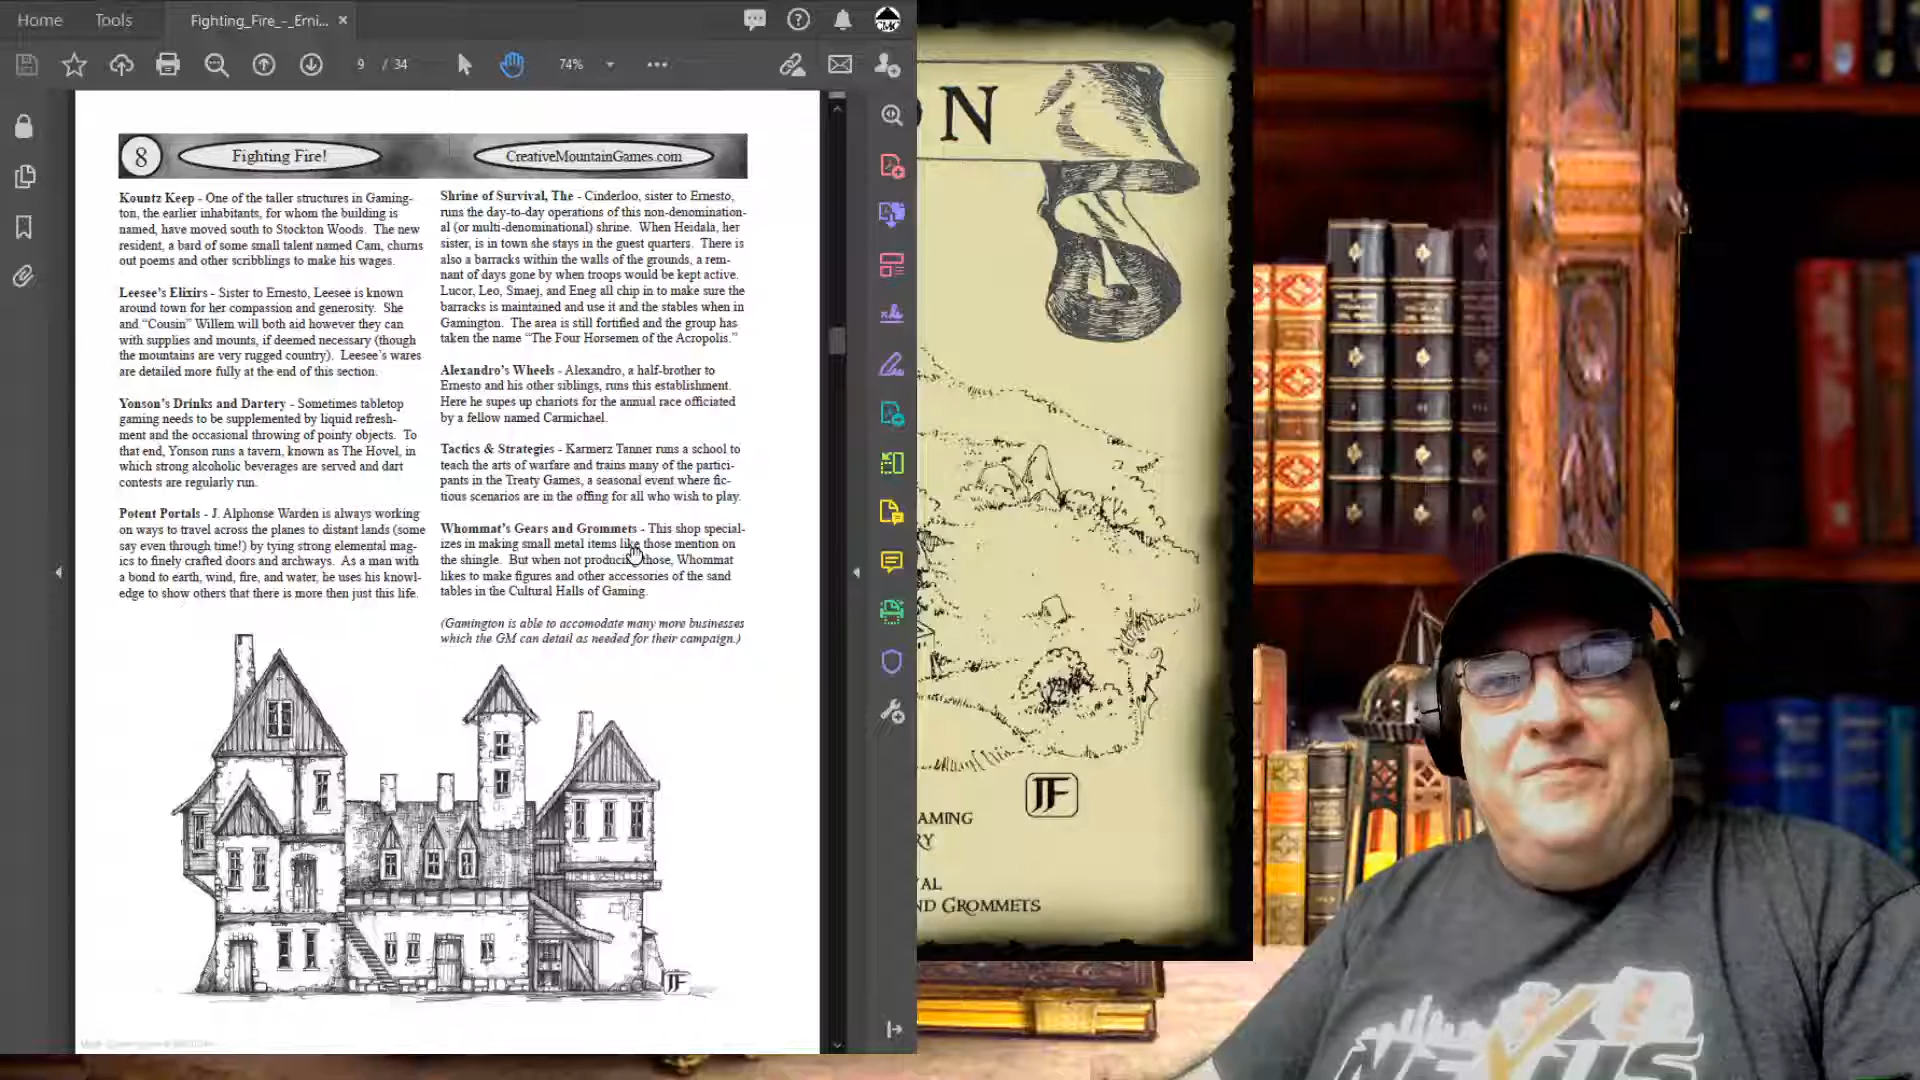 Home Tools Fighting_Fire_-_Erni... ×
9 / 34 74%
8 Fighting Fire! CreativeMountainGames.com
Kountz Keep - One of the taller structures in Gaming-
ton, the earlier inhabitants, for whom the building is
named, have moved south to Stockton Woods. The new
resident, a bard of some small talent named Cam, churns
out poems and other scribblings to make his wages.
Leesee's Elixirs - Sister to Ernesto, Leesee is known
around town for her compassion and generosity. She
and "Cousin" Willem will both aid however they can
with supplies and mounts, if deemed necessary (though
the mountains are very rugged country). Leesee's wares
are detailed more fully at the end of this section.
Yonson's Drinks and Dartery - Sometimes tabletop
gaming needs to be supplemented by liquid refresh-
ment and the occasional throwing of pointy objects. To
that end, Yonson runs a tavern, known as The Hovel, in
which strong alcoholic beverages are served and dart
contests are regularly run.
Potent Portals - J. Alphonse Warden is always working
on ways to travel across the planes to distant lands (some
say even through time!) by tying strong elemental mag-
ics to finely crafted doors and archways. As a man with
a bond to earth, wind, fire, and water, he uses his knowl-
edge to show others that there is more then just this life.
Shrine of Survival, The - Cinderloo, sister to Ernesto,
runs the day-to-day operations of this non-denomination-
al (or multi-denominational) shrine. When Heidala, her
sister, is in town she stays in the guest quarters. There is
also a barracks within the walls of the grounds, a rem-
nant of days gone by when troops would be kept active.
Lucor, Leo, Smaej, and Eneg all chip in to make sure the
barracks is maintained and use it and the stables when in
Gamington. The area is still fortified and the group has
taken the name "The Four Horsemen of the Acropolis."
Alexandro's Wheels - Alexandro, a half-brother to
Ernesto and his other siblings, runs this establishment.
Here he supes up chariots for the annual race officiated
by a fellow named Carmichael.
Tactics & Strategies - Karmerz Tanner runs a school to
teach the arts of warfare and trains many of the partici-
pants in the Treaty Games, a seasonal event where fic-
tious scenarios are in the offing for all who wish to play.
Whommat's Gears and Grommets - This shop special-
izes in making small metal items like those mention on
the shingle. But when not producing those, Whommat
likes to make figures and other accessories of the sand
tables in the Cultural Halls of Gaming.
(Gamington is able to accomodate many more businesses
which the GM can detail as needed for their campaign.)
JF
CMG
ON
JF
AMING
RY
VAL
ND GROMMETS
NEXUS